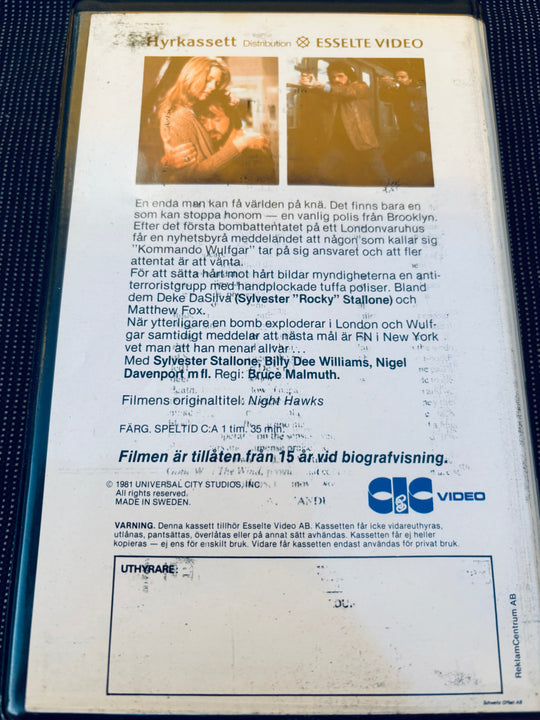 Hyrkassett Distribution ESSELTE VIDEO
En enda man kan få världen på knä. Det finns bara en
som kan stoppa honom — en vanlig polis från Brooklyn.
Efter det första bombattentatet på ett Londonvaruhus
får en nyhetsbyrå meddelandet att någon som kallar sig
"Kommando Wulfgar" tar på sig ansvaret och att fler
attentat är att vänta.
För att sätta hårt mot hårt bildar myndigheterna en anti-
terroristgrupp med handplockade tuffa poliser. Bland
dem Deke DaSilva (Sylvester "Rocky" Stallone) och
Matthew Fox.
När ytterligare en bomb exploderar i London och Wulf-
gar samtidigt meddelar att nästa mål är FN i New York
vet man att han menar allvar...
Med Sylvester Stallone, Billy Dee Williams, Nigel
Davenport m fl. Regi: Bruce Malmuth.
Filmens originaltitel: Night Hawks
FÄRG. SPELTID C:A 1 tim. 35 min.
Filmen är tillåten från 15 år vid biografvisning.
© 1981 UNIVERSAL CITY STUDIOS, INC.
All rights reserved.
MADE IN SWEDEN.
CIC VIDEO
VARNING. Denna kassett tillhör Esselte Video AB. Kassetten får icke vidareuthyras,
utlånas, pantsättas, överlåtas eller på annat sätt avhändas. Kassetten får ej heller
kopieras — ej ens för enskilt bruk. Vidare får kassetten endast användas för privat bruk.
UTHYRARE:
ReklamCentrum AB
Schweitz Offset AB